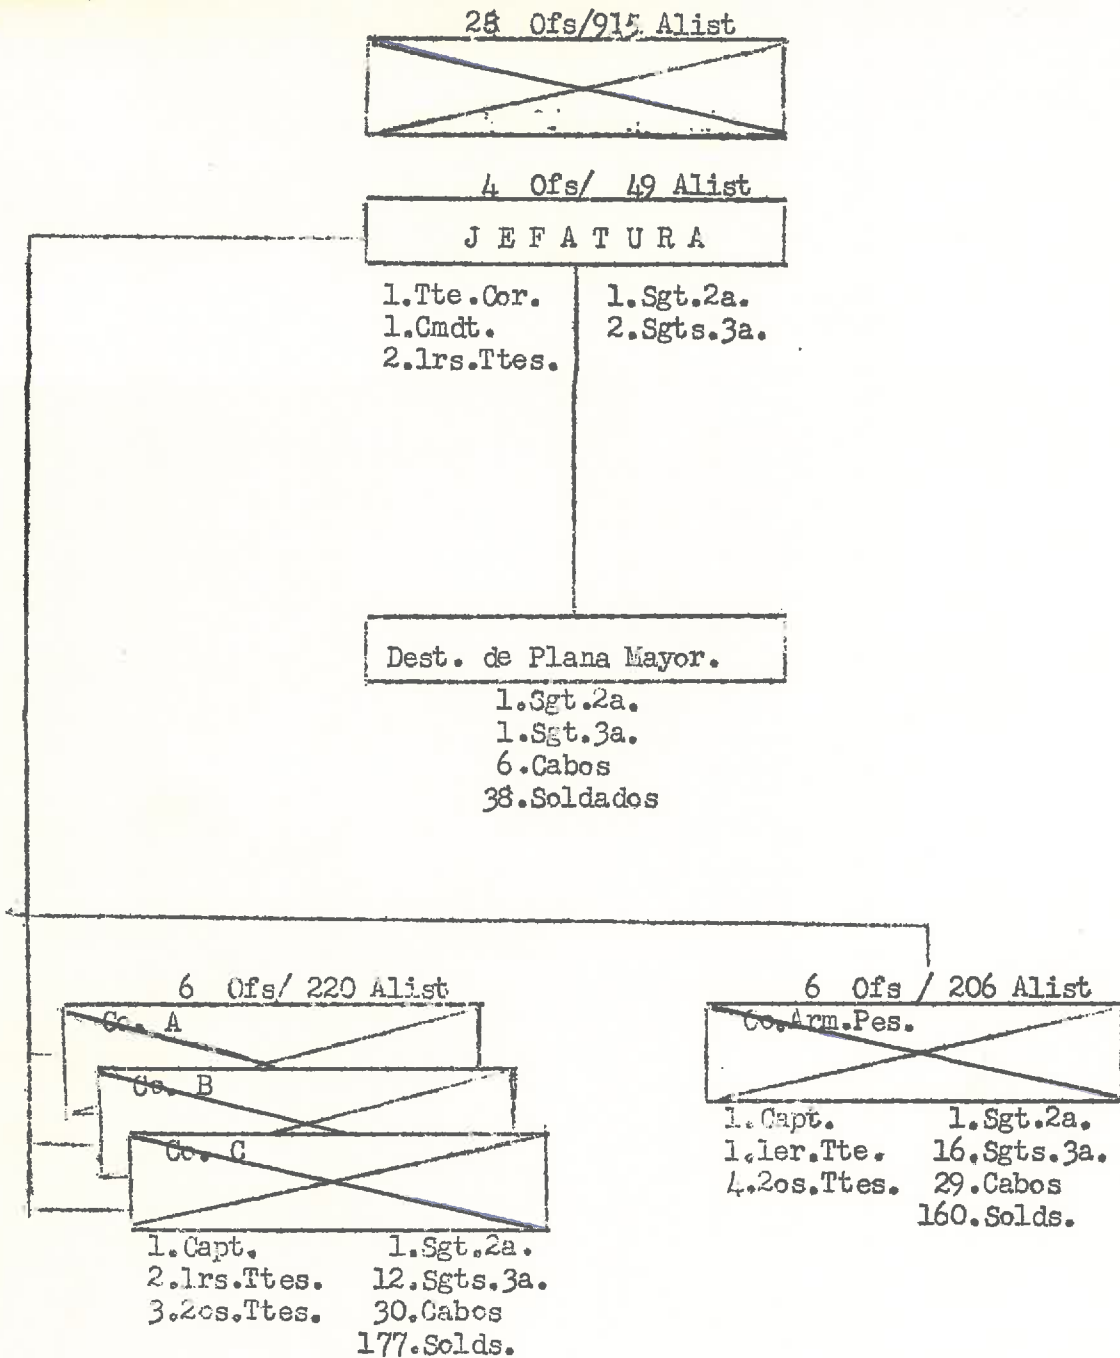 28 Ofs/915 Alist
4 Ofs/ 49 Alist
J E F A T U R A
1.Tte.Cor.
1.Cmdt.
2.1rs.Ttes.
1.Sgt.2a.
2.Sgts.3a.
Dest. de Plana Mayor.
1.Sgt.2a.
1.Sgt.3a.
6.Cabos
38.Soldados
6 Ofs/ 220 Alist
Co. A
Co. B
Co. C
1.Capt.
2.1rs.Ttes.
3.2os.Ttes.
1.Sgt.2a.
12.Sgts.3a.
30.Cabos
177.Solds.
6 Ofs / 206 Alist
Co.Arm.Pes.
1.Capt.
1.1er.Tte.
4.2os.Ttes.
1.Sgt.2a.
16.Sgts.3a.
29.Cabos
160.Solds.